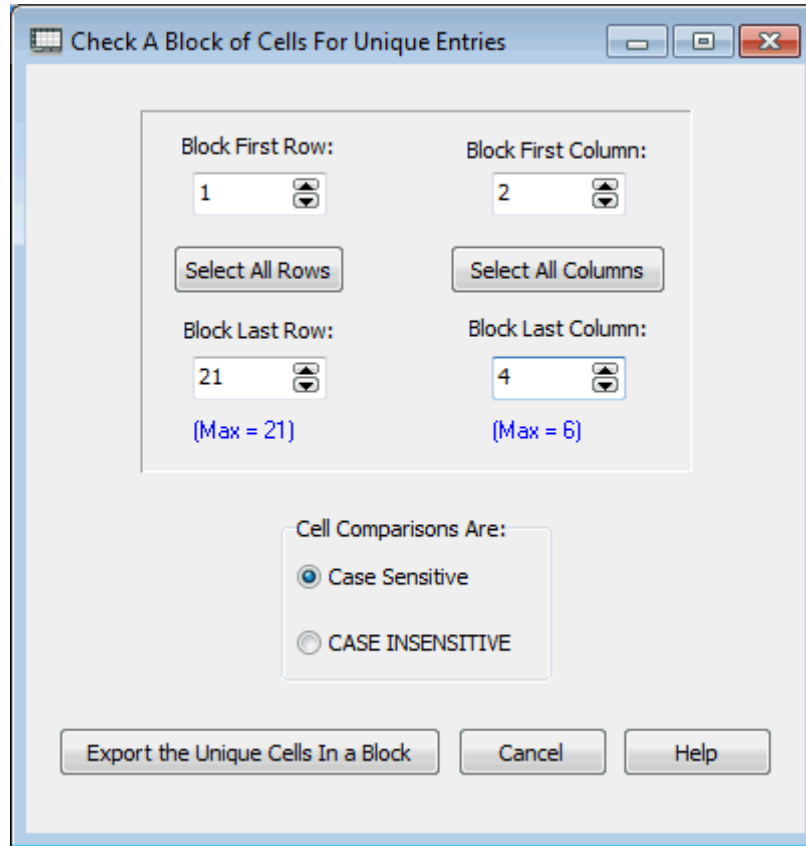 Check A Block of Cells For Unique Entries
Block First Row:
Block First Column:
1
2
Select All Rows
Select All Columns
Block Last Row:
Block Last Column:
21
4
(Max = 21)
(Max = 6)
Cell Comparisons Are:
Case Sensitive
CASE INSENSITIVE
Export the Unique Cells In a Block
Cancel
Help